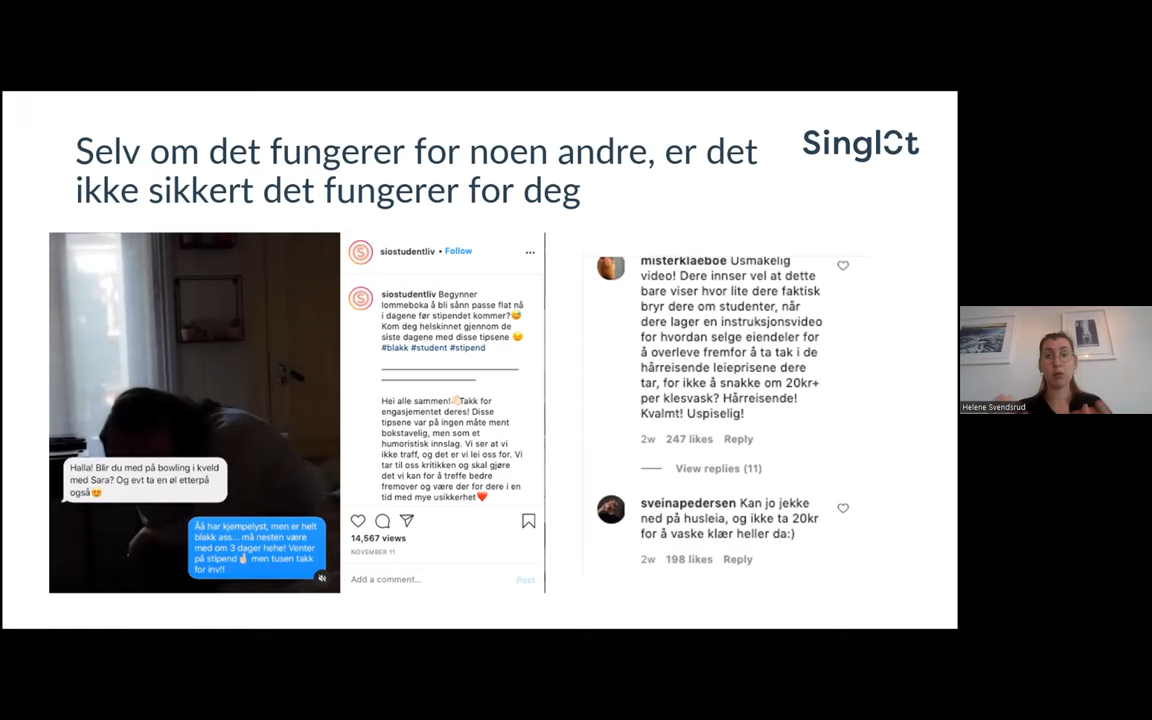 Selv om det fungerer for noen andre, er det
ikke sikkert det fungerer for deg
Singlət
Halla! Blir du med på bowling i kveld
med Sara? Og evt ta en øl etterpå
også😍
Åå har kjempelyst, men er helt
blakk ass... må nesten være
med om 3 dager hehe! Venter
på stipend☝🏻 men tusen takk
for inv!!
siostudentliv • Follow
siostudentliv Begynner
lommeboka å bli sånn passe flat nå
i dagene før stipendet kommer?😅
Kom deg helskinnet gjennom de
siste dagene med disse tipsene 😉
#blakk #student #stipend
Hei alle sammen!👋🏻Takk for
engasjementet deres! Disse
tipsene var på ingen måte ment
bokstavelig, men som et
humoristisk innslag. Vi ser at vi
ikke traff, og det er vi lei oss for. Vi
tar til oss kritikken og skal gjøre
det vi kan for å treffe bedre
fremover og være der for dere i en
tid med mye usikkerhet❤️
14,567 views
NOVEMBER 11
Add a comment...
Post
misterklaeboe Usmakelig
video! Dere innser vel at dette
bare viser hvor lite dere faktisk
bryr dere om studenter, når
dere lager en instruksjonsvideo
for hvordan selge eiendeler for
å overleve fremfor å ta tak i de
hårreisende leieprisene dere
tar, for ikke å snakke om 20kr+
per klesvask? Hårreisende!
Kvalmt! Uspiselig!
2w 247 likes Reply
View replies (11)
sveinapedersen Kan jo jekke
ned på husleia, og ikke ta 20kr
for å vaske klær heller da:)
2w 198 likes Reply
Helene Svendsrud